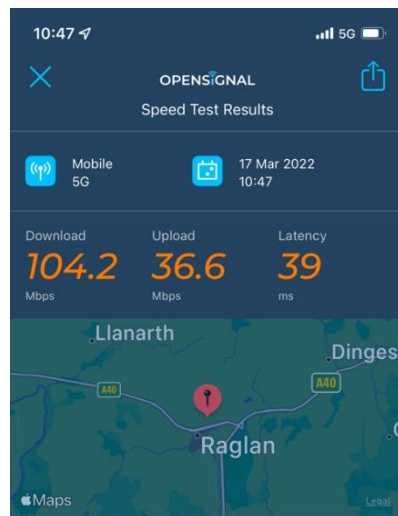 10:47 5G
OPENSIGNAL
Speed Test Results
Mobile 17 Mar 2022
5G 10:47
Download Upload Latency
104.2 36.6 39
Mbps Mbps ms
Llanarth
Dinges
A40 A40
Raglan
Maps Legal